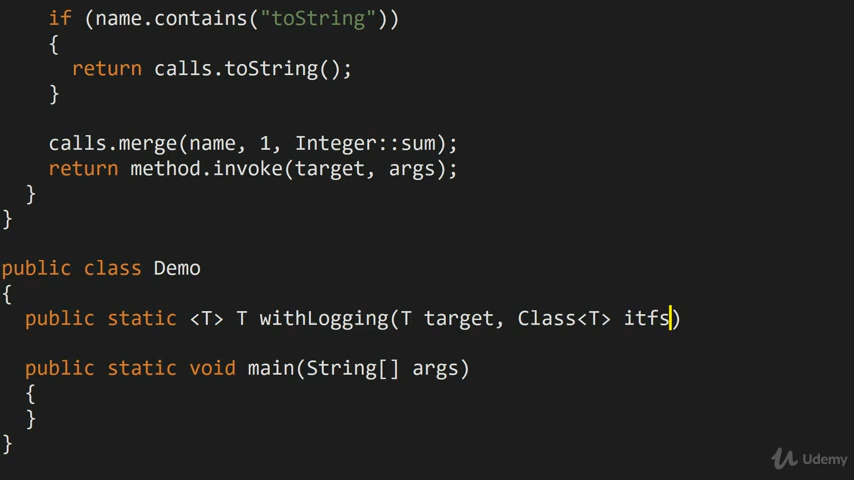 if (name.contains("toString"))
{
return calls.toString();
}
calls.merge(name, 1, Integer::sum);
return method.invoke(target, args);
}
}
public class Demo
{
public static <T> T withLogging(T target, Class<T> itfs)
public static void main(String[] args)
{
}
}
Udemy